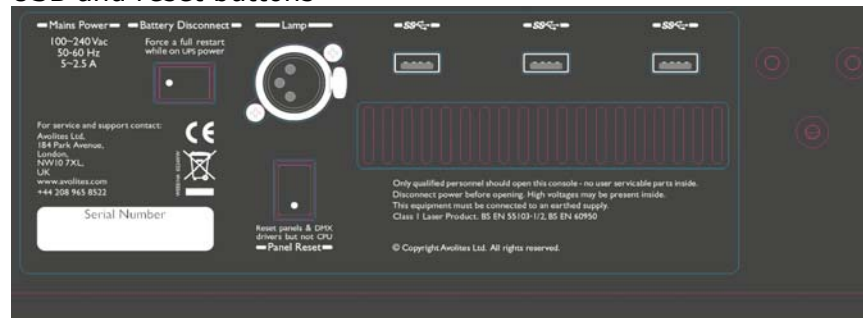 USB and reset buttons
Mains Power
100~240Vac
50-60 Hz
5~2.5 A
Battery Disconnect
Force a full restart
while on UPS power
Lamp
SS
SS
SS
For service and support contact:
Avolites Ltd,
184 Park Avenue,
London,
NW10 7XL,
UK
www.avolites.com
+44 208 965 8522
CE
Serial Number
Reset panels & DMX
drivers but not CPU
Panel Reset
Only qualified personnel should open this console - no user servicable parts inside.
Disconnect power before opening. High voltages may be present inside.
This equipment must be connected to an earthed supply.
Class 1 Laser Product. BS EN 55103-1/2, BS EN 60950
© Copyright Avolites Ltd. All rights reserved.